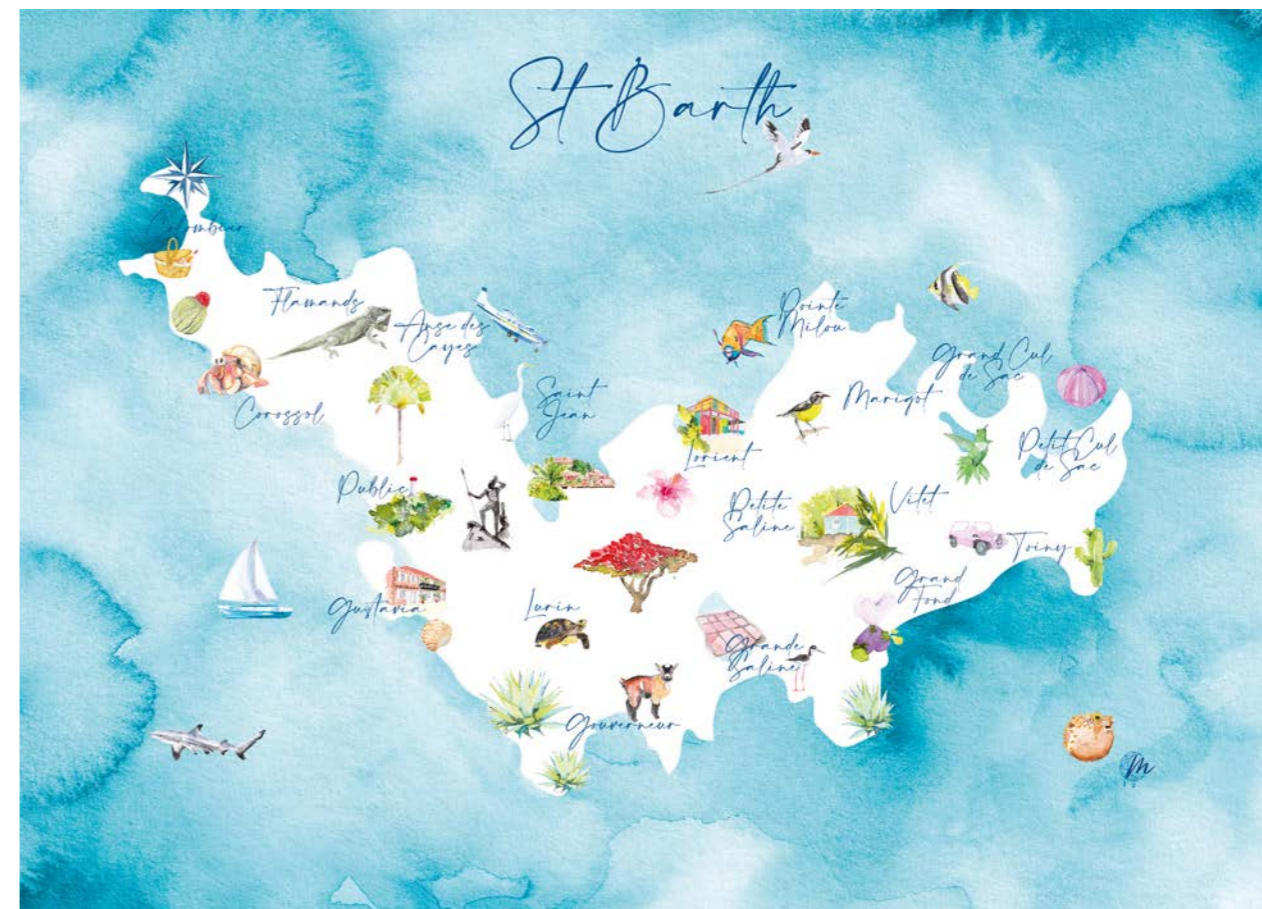 St Barth
Colombier
Flamands
Anse des
Cayes
Pointe
Milou
Grand Cul
de Sac
Saint
Jean
Marigot
Corossol
Lorient
Petit Cul
de Sac
Public
Petite
Saline
Vitet
Toiny
Gustavia
Lurin
Grand
Fond
Grande
Saline
Gouverneur
M